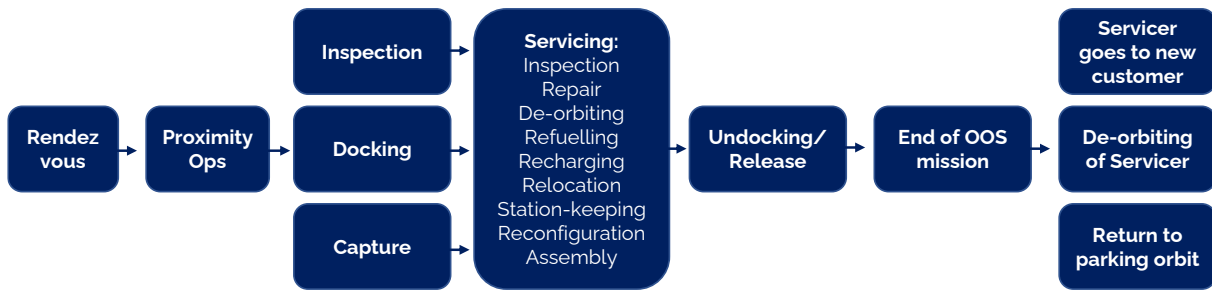 Rendez
vous
Proximity
Ops
Inspection
Docking
Capture
Servicing:
Inspection
Repair
De-orbiting
Refuelling
Recharging
Relocation
Station-keeping
Reconfiguration
Assembly
Undocking/
Release
End of OOS
mission
Servicer
goes to new
customer
De-orbiting
of Servicer
Return to
parking orbit